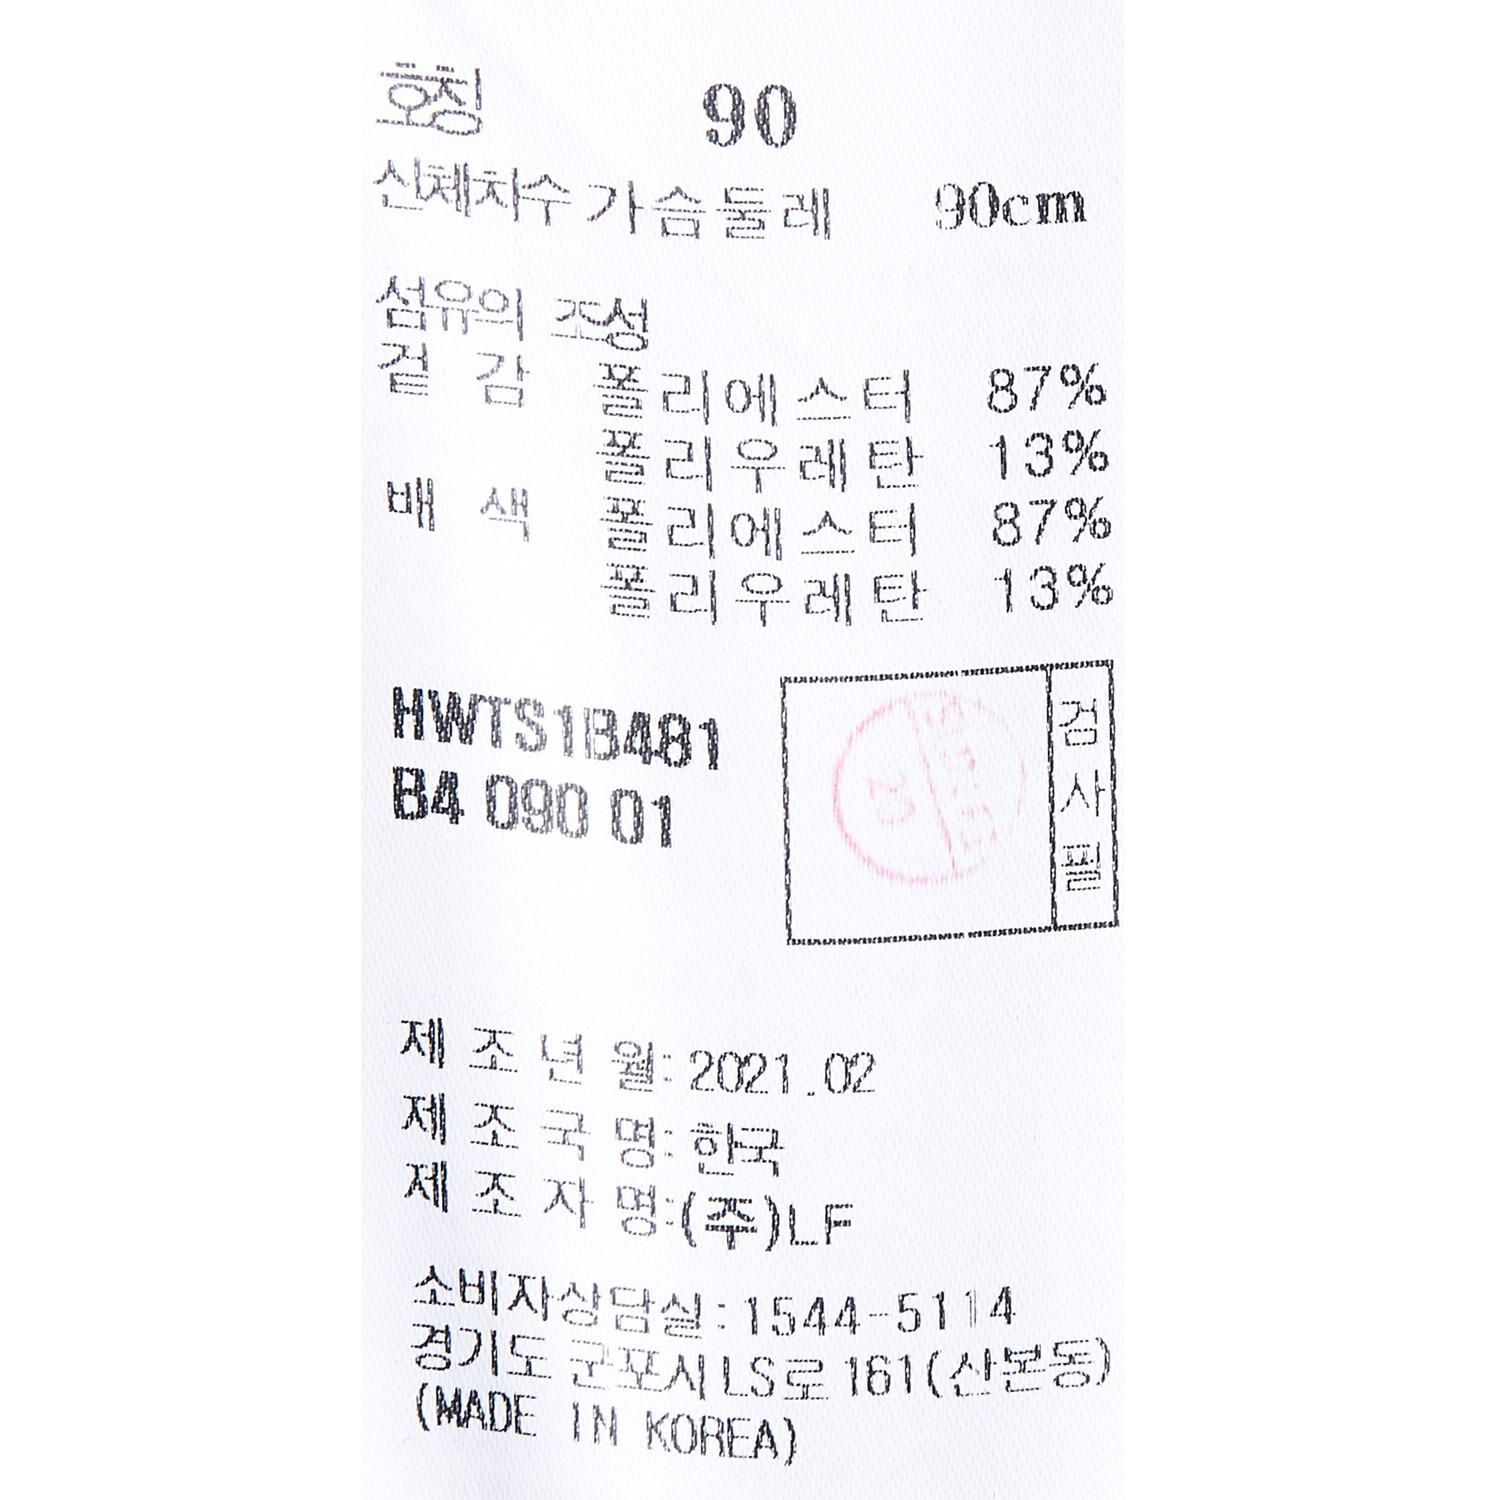 호칭 90
신체치수 가슴둘레 90cm
섬유의 조성
겉감 폴리에스터 87%
폴리우레탄 13%
배색 폴리에스터 87%
폴리우레탄 13%
HWTS1B481
B4 090 01
검사필
제조년월: 2021.02
제조국명: 한국
제조자명:(주)LF
소비자상담실:1544-5114
경기도 군포시 LS로 161(산본동)
(MADE IN KOREA)